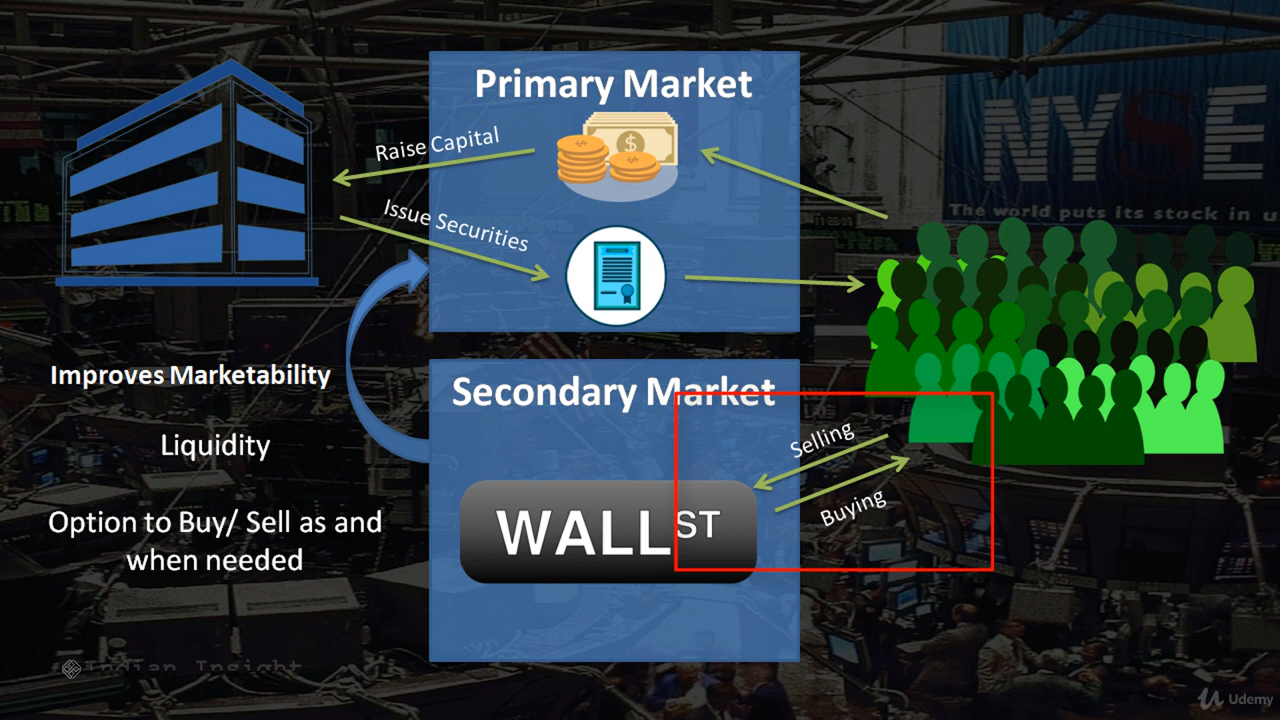 Primary Market
NYSE
The world puts its stock in u
Raise Capital
$
Issue Securities
Improves Marketability
Liquidity
Option to Buy/ Sell as and
when needed
Secondary Market
Selling
Buying
WALL ST
Indian Insight
Udemy